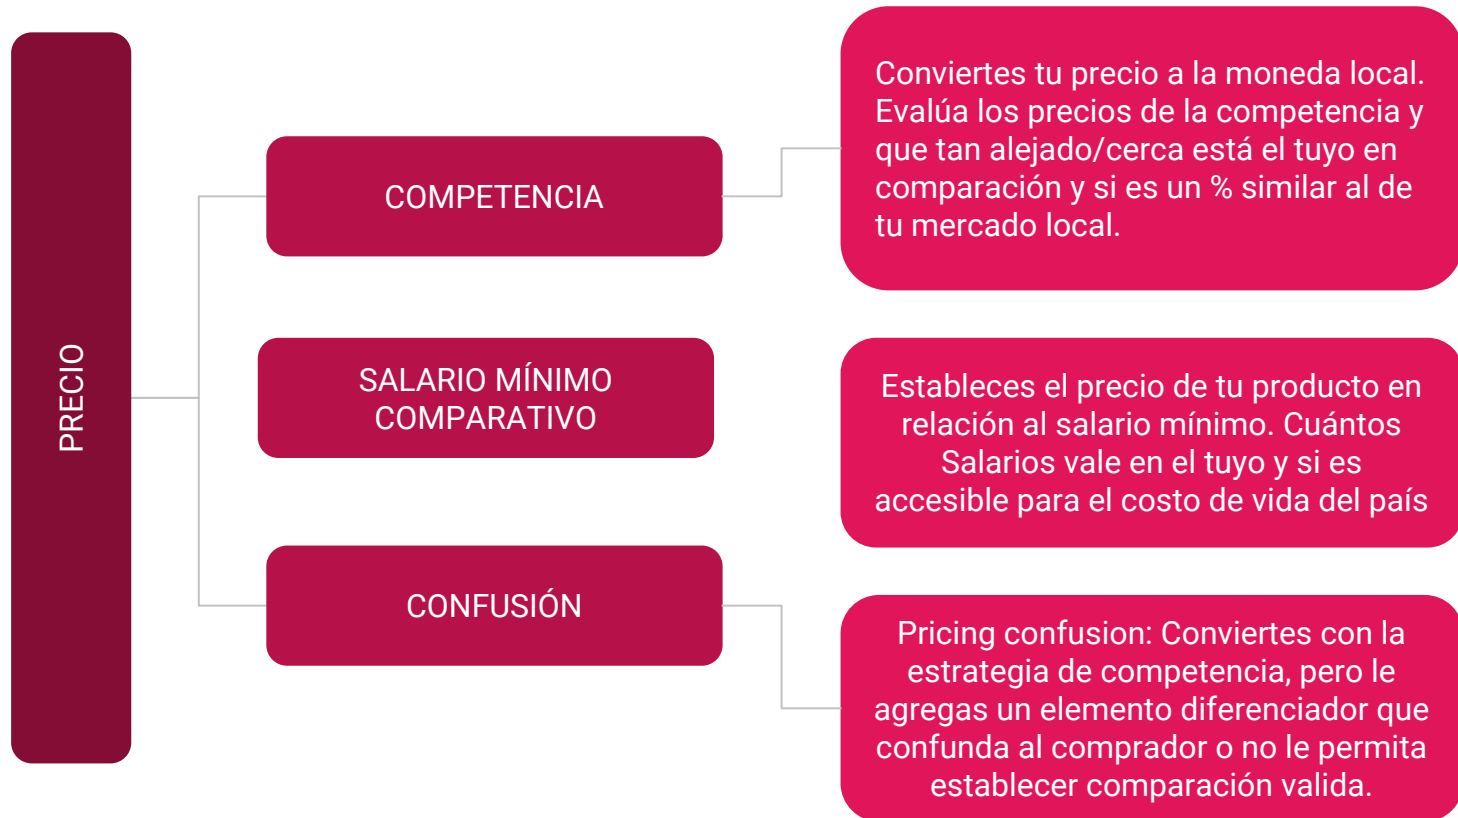 PRECIO
COMPETENCIA
Conviertes tu precio a la moneda local.
Evalúa los precios de la competencia y
que tan alejado/cerca está el tuyo en
comparación y si es un % similar al de
tu mercado local.
SALARIO MÍNIMO
COMPARATIVO
Estableces el precio de tu producto en
relación al salario mínimo. Cuántos
Salarios vale en el tuyo y si es
accesible para el costo de vida del país
CONFUSIÓN
Pricing confusion: Conviertes con la
estrategia de competencia, pero le
agregas un elemento diferenciador que
confunda al comprador o no le permita
establecer comparación valida.